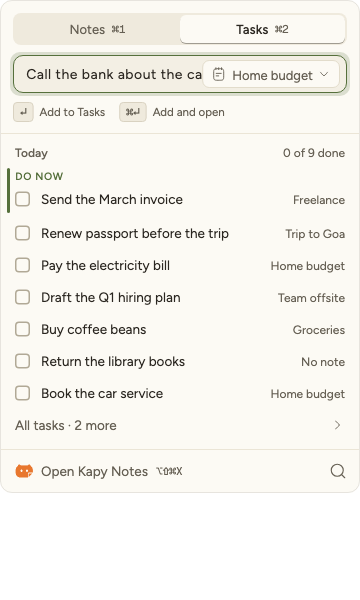 Notes ⌘1
Tasks ⌘2
Call the bank about the ca
Home budget
↵ Add to Tasks ⌘↵ Add and open
Today 0 of 9 done
DO NOW
Send the March invoice Freelance
Renew passport before the trip Trip to Goa
Pay the electricity bill Home budget
Draft the Q1 hiring plan Team offsite
Buy coffee beans Groceries
Return the library books No note
Book the car service Home budget
All tasks · 2 more
Open Kapy Notes ⌥⇧⌘X